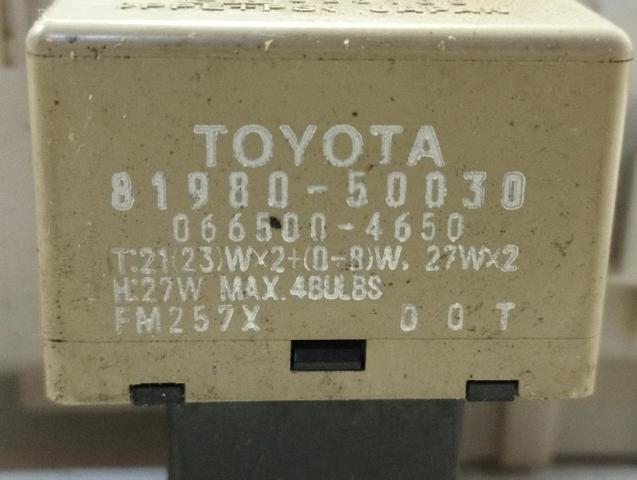 TOYOTA
81980-50030
066500-4650
T:21(23)W×2+(0-8)W, 27W×2
H:27W MAX.4BULBS
FM257X 0 0 T